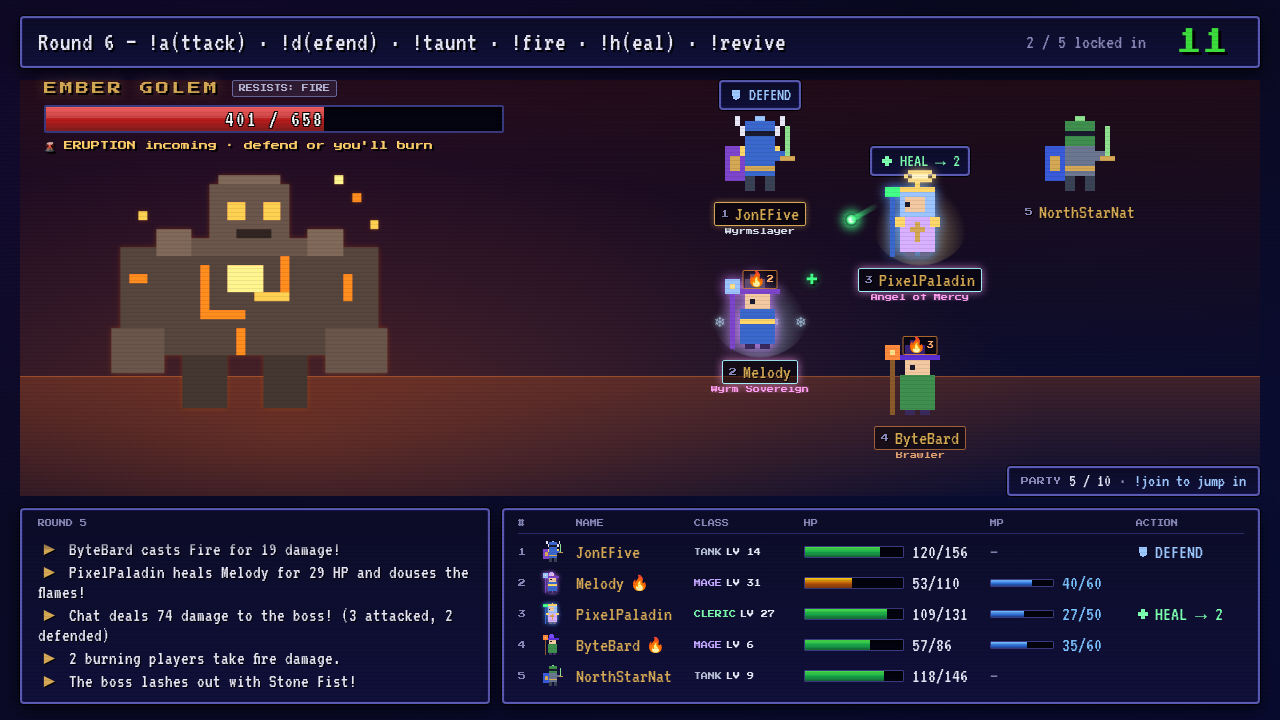 Round 6 – !a(ttack) · !d(efend) · !taunt · !fire · !h(eal) · !revive
2 / 5 locked in
11
EMBER GOLEM
RESISTS: FIRE
401 / 658
ERUPTION incoming · defend or you'll burn
DEFEND
1 JonEFive
Wyrmslayer
HEAL → 2
3 PixelPaladin
Angel of Mercy
5 NorthStarNat
2
2 Melody
Wyrm Sovereign
3
4 ByteBard
Brawler
PARTY 5 / 10 · !join to jump in
ROUND 5
► ByteBard casts Fire for 19 damage!
► PixelPaladin heals Melody for 29 HP and douses the
flames!
► Chat deals 74 damage to the boss! (3 attacked, 2
defended)
► 2 burning players take fire damage.
► The boss lashes out with Stone Fist!
# NAME CLASS HP MP ACTION
1 JonEFive TANK LV 14 120/156 – DEFEND
2 Melody 🔥 MAGE LV 31 53/110 40/60
3 PixelPaladin CLERIC LV 27 109/131 27/50 HEAL → 2
4 ByteBard 🔥 MAGE LV 6 57/86 35/60
5 NorthStarNat TANK LV 9 118/146 –